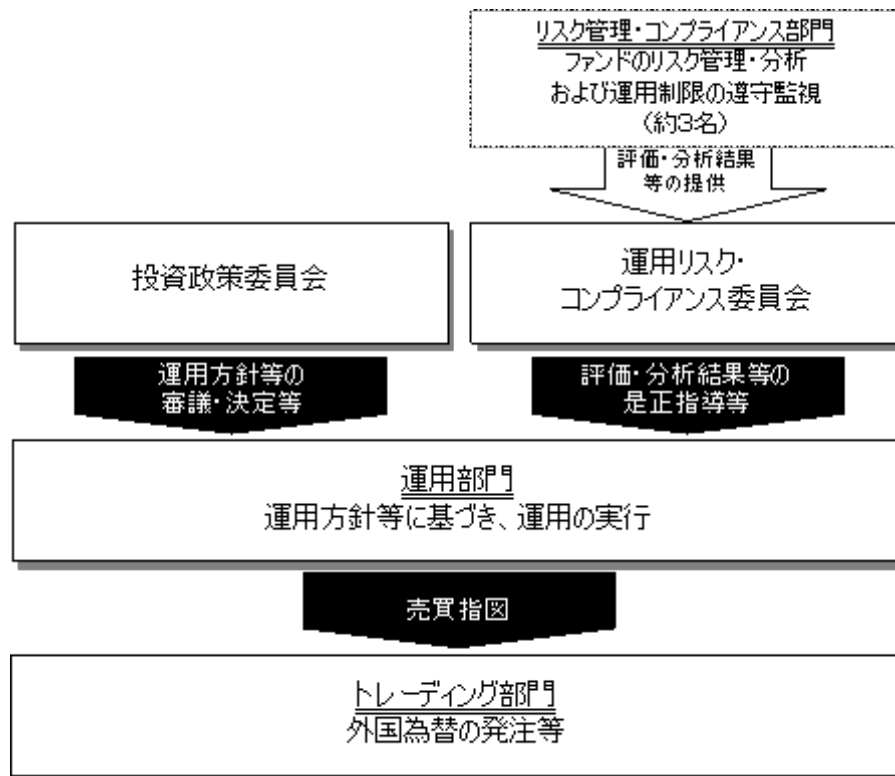 リスク管理・コンプライアンス部門
ファンドのリスク管理・分析
および運用制限の遵守監視
(約3名)
評価・分析結果
等の提供
投資政策委員会
運用リスク・
コンプライアンス委員会
運用方針等の
審議・決定等
評価・分析結果等の
是正指導等
運用部門
運用方針等に基づき、運用の実行
売買指図
トレーディング部門
外国為替の発注等